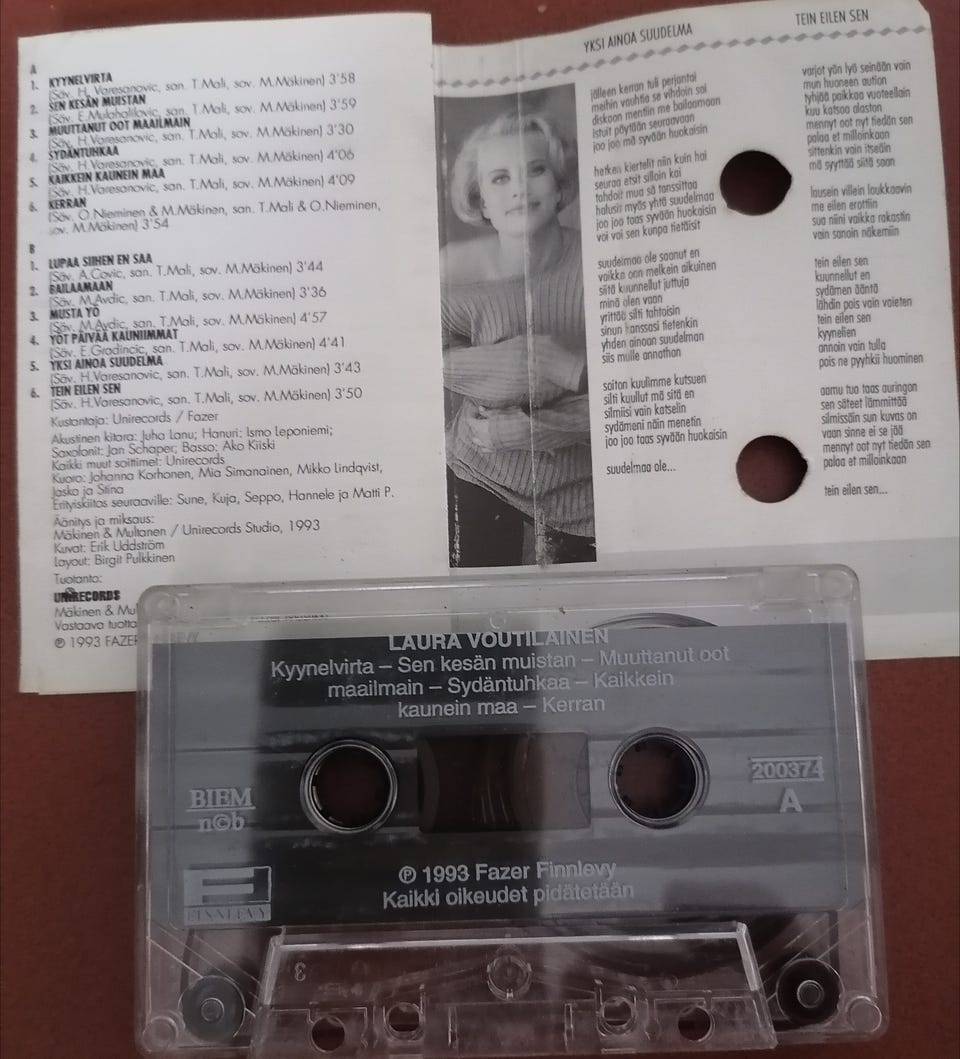 A
1. KYYNELVIRTA
(Säv. H. Varesanovic, san. T.Mali, sov. M.Mäkinen) 3'58
2. SEN KESÄN MUISTAN
(Säv. E.Mulahalilovic, san. T.Mali, sov. M.Mäkinen) 3'59
3. MUUTTANUT OOT MAAILMAIN
(Säv. H.Varesanovic, san. T.Mali, sov. M.Mäkinen) 3'30
4. SYDÄNTUHKAA
(Säv. H.Varesanovic, san. T.Mali, sov. M.Mäkinen) 4'06
5. KAIKKEIN KAUNEIN MAA
(Säv. H.Varesanovic, san. T.Mali, sov. M.Mäkinen) 4'09
6. KERRAN
(Säv. O.Nieminen & M.Mäkinen, san. T.Mali & O.Nieminen,
sov. M.Mäkinen) 3'54
B
1. LUPAA SIIHEN EN SAA
(Säv. A.Covic, san. T.Mali, sov. M.Mäkinen) 3'44
2. BAILAAMAAN
(Säv. M.Avdic, san. T.Mali, sov. M.Mäkinen) 3'36
3. MUSTA YÖ
(Säv. M.Avdic, san. T.Mali, sov. M.Mäkinen) 4'57
4. YÖT PÄIVÄÄ KAUNIIMMAT
(Säv. E.Gradincic, san. T.Mali, sov. M.Mäkinen) 4'41
5. YKSI AINOA SUUDELMA
(Säv. H.Varesanovic, san. T.Mali, sov. M.Mäkinen) 3'43
6. TEIN EILEN SEN
(Säv. H.Varesanovic, san. T.Mali, sov. M.Mäkinen) 3'50
Kustantaja: Unirecords / Fazer
Akustinen kitara: Juha Lanu; Hanuri: Ismo Leponiemi;
Saxofonit: Jan Schaper; Basso: Ako Kiiski
Kaikki muut soittimet: Unirecords
Kuoro: Johanna Korhonen, Mia Simanainen, Mikko Lindqvist,
Jaska ja Stina
Erityiskiitos seuraaville: Sune, Kuja, Seppo, Hannele ja Matti P.
Äänitys ja miksaus:
Mäkinen & Multanen / Unirecords Studio, 1993
Kuvat: Erik Uddström
Layout: Birgit Pulkkinen
Tuotanto:
UNIRECORDS
Mäkinen & Mu
Vastaava tuotta
℗ 1993 FAZER
YKSI AINOA SUUDELMA
jälleen kerran tuli perjantai
meihin vauhtia se vihdoin sai
diskoon mentiin me bailaamaan
istuit pöytään seuraavaan
joo joo mä syvään huokaisin
hetken kiertelit niin kuin hai
seuraa etsit silloin kai
tahdoit mua sä tanssittaa
halusit myös yhtä suudelmaa
joo joo taas syvään huokaisin
voi voi sen kunpa tietäisit
suudelmaa ole saanut en
vaikka oon melkein aikuinen
siitä kuunnellut juttuja
minä olen vaan
yrittää silti tahtoisin
sinun kanssasi tietenkin
yhden ainoan suudelman
siis mulle annathan
soiton kuulimme kutsuen
silti kuullut mä sitä en
silmiisi vain katselin
sydämeni näin menetin
joo joo taas syvään huokaisin
suudelmaa ole...
TEIN EILEN SEN
varjot yön lyö seinään vain
mun huoneen aution
tyhjää paikkaa vuoteellain
kuu katsoo alaston
mennyt oot nyt tiedän sen
palaa et milloinkaan
sittenkin vain itseäin
mä syyttää siitä saan
lausein villein loukkaavin
me eilen erottiin
sua niini vaikka rakastin
vain sanoin näkemiin
tein eilen sen
kuunnellut en
sydämen ääntä
lähdin pois vain vaieten
tein eilen sen
kyynelien
annoin vain tulla
pois ne pyyhkii huominen
aamu tuo taas auringon
sen säteet lämmittää
silmissäin sun kuvas on
vaan sinne ei se jää
mennyt oot nyt tiedän sen
palaa et milloinkaan
tein eilen sen...
LAURA VOUTILAINEN
Kyynelvirta – Sen kesän muistan – Muuttanut oot
maailmain – Sydäntuhkaa – Kaikkein
kaunein maa – Kerran
BIEM
n©b
200374
A
℗ 1993 Fazer Finnlevy
Kaikki oikeudet pidätetään
FINNLEVY
3